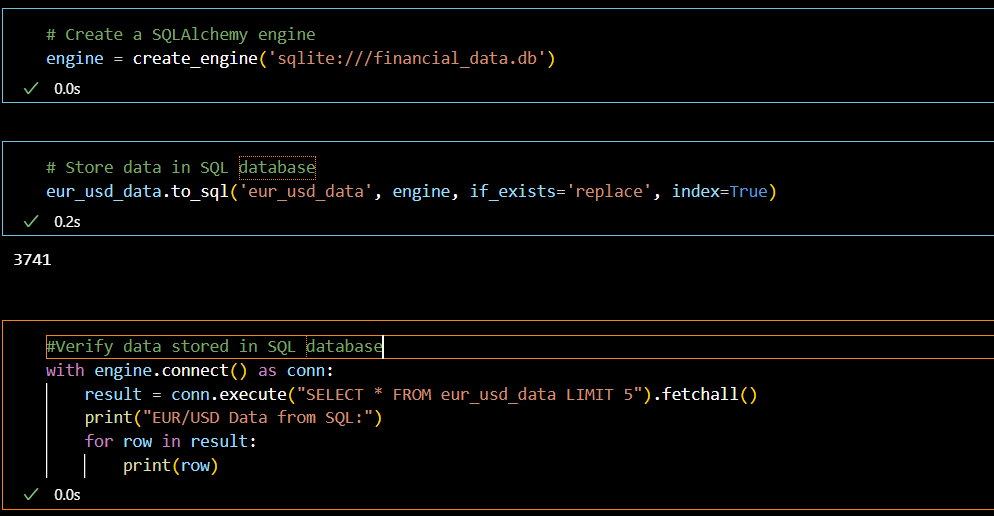 # Create a SQLAlchemy engine
engine = create_engine('sqlite:///financial_data.db')
✓ 0.0s
# Store data in SQL database
eur_usd_data.to_sql('eur_usd_data', engine, if_exists='replace', index=True)
✓ 0.2s
3741
#Verify data stored in SQL database
with engine.connect() as conn:
    result = conn.execute("SELECT * FROM eur_usd_data LIMIT 5").fetchall()
    print("EUR/USD Data from SQL:")
    for row in result:
        print(row)
✓ 0.0s